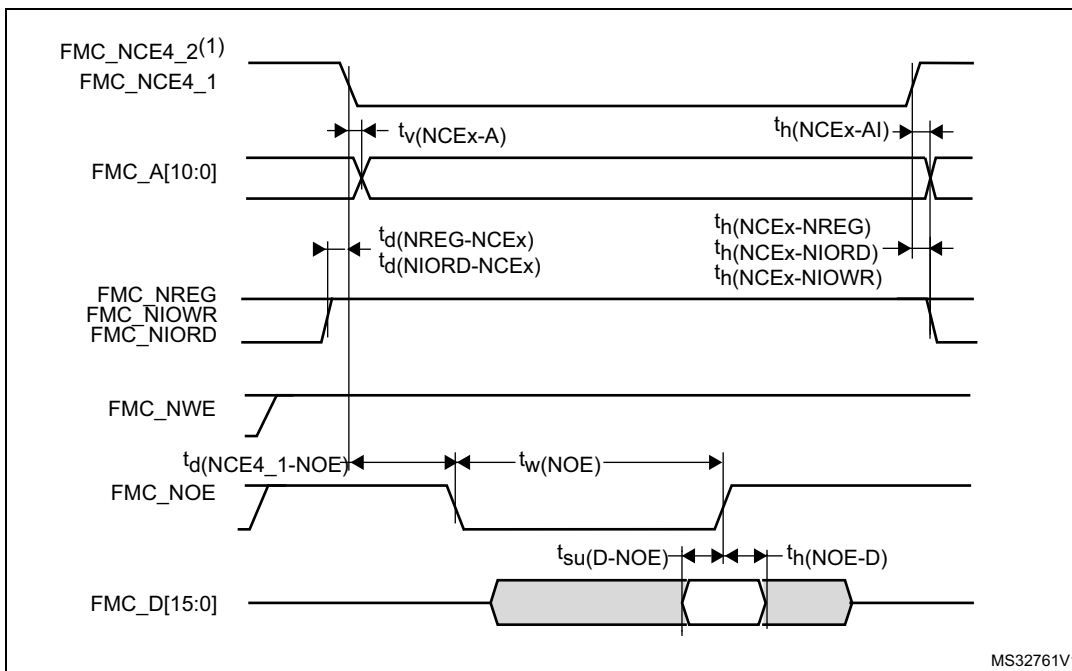 FMC_NCE4_2(1)
FMC_NCE4_1
tv(NCEx-A)
th(NCEx-AI)
FMC_A[10:0]
td(NREG-NCEx)
td(NIORD-NCEx)
th(NCEx-NREG)
th(NCEx-NIORD)
th(NCEx-NIOWR)
FMC_NREG
FMC_NIOWR
FMC_NIORD
FMC_NWE
td(NCE4_1-NOE)
tw(NOE)
FMC_NOE
tsu(D-NOE)
th(NOE-D)
FMC_D[15:0]